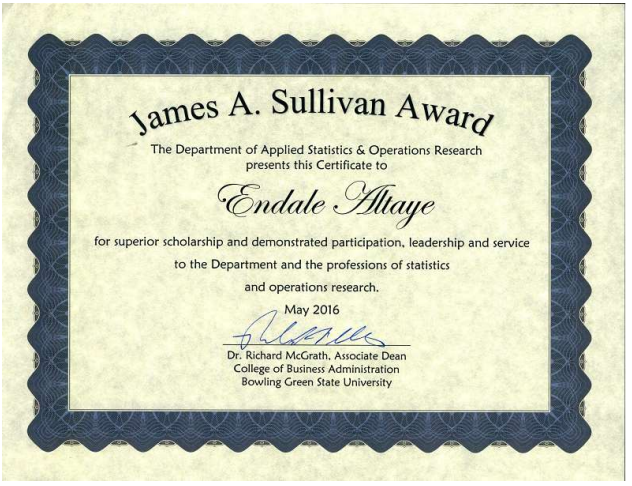 James A. Sullivan Award
The Department of Applied Statistics & Operations Research
presents this Certificate to
Endale Altaye
for superior scholarship and demonstrated participation, leadership and service
to the Department and the professions of statistics
and operations research.
May 2016
Dr. Richard McGrath, Associate Dean
College of Business Administration
Bowling Green State University